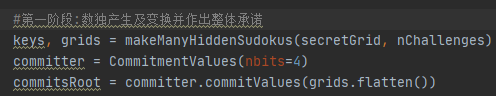 #第一阶段:数独产生及变换并作出整体承诺
keys, grids = makeManyHiddenSudokus(secretGrid, nChallenges)
committer = CommitmentValues(nbits=4)
commitsRoot = committer.commitValues(grids.flatten())